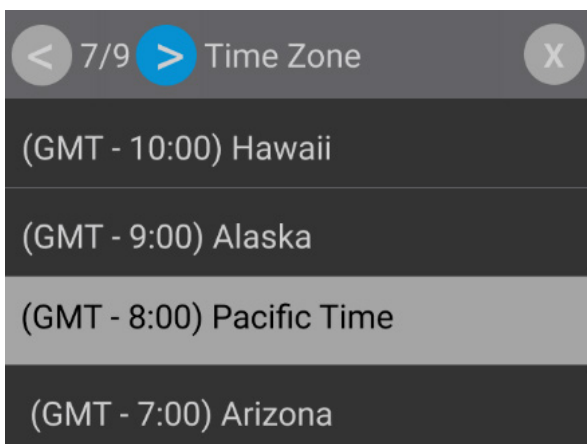 < 7/9 > Time Zone X
(GMT - 10:00) Hawaii
(GMT - 9:00) Alaska
(GMT - 8:00) Pacific Time
(GMT - 7:00) Arizona